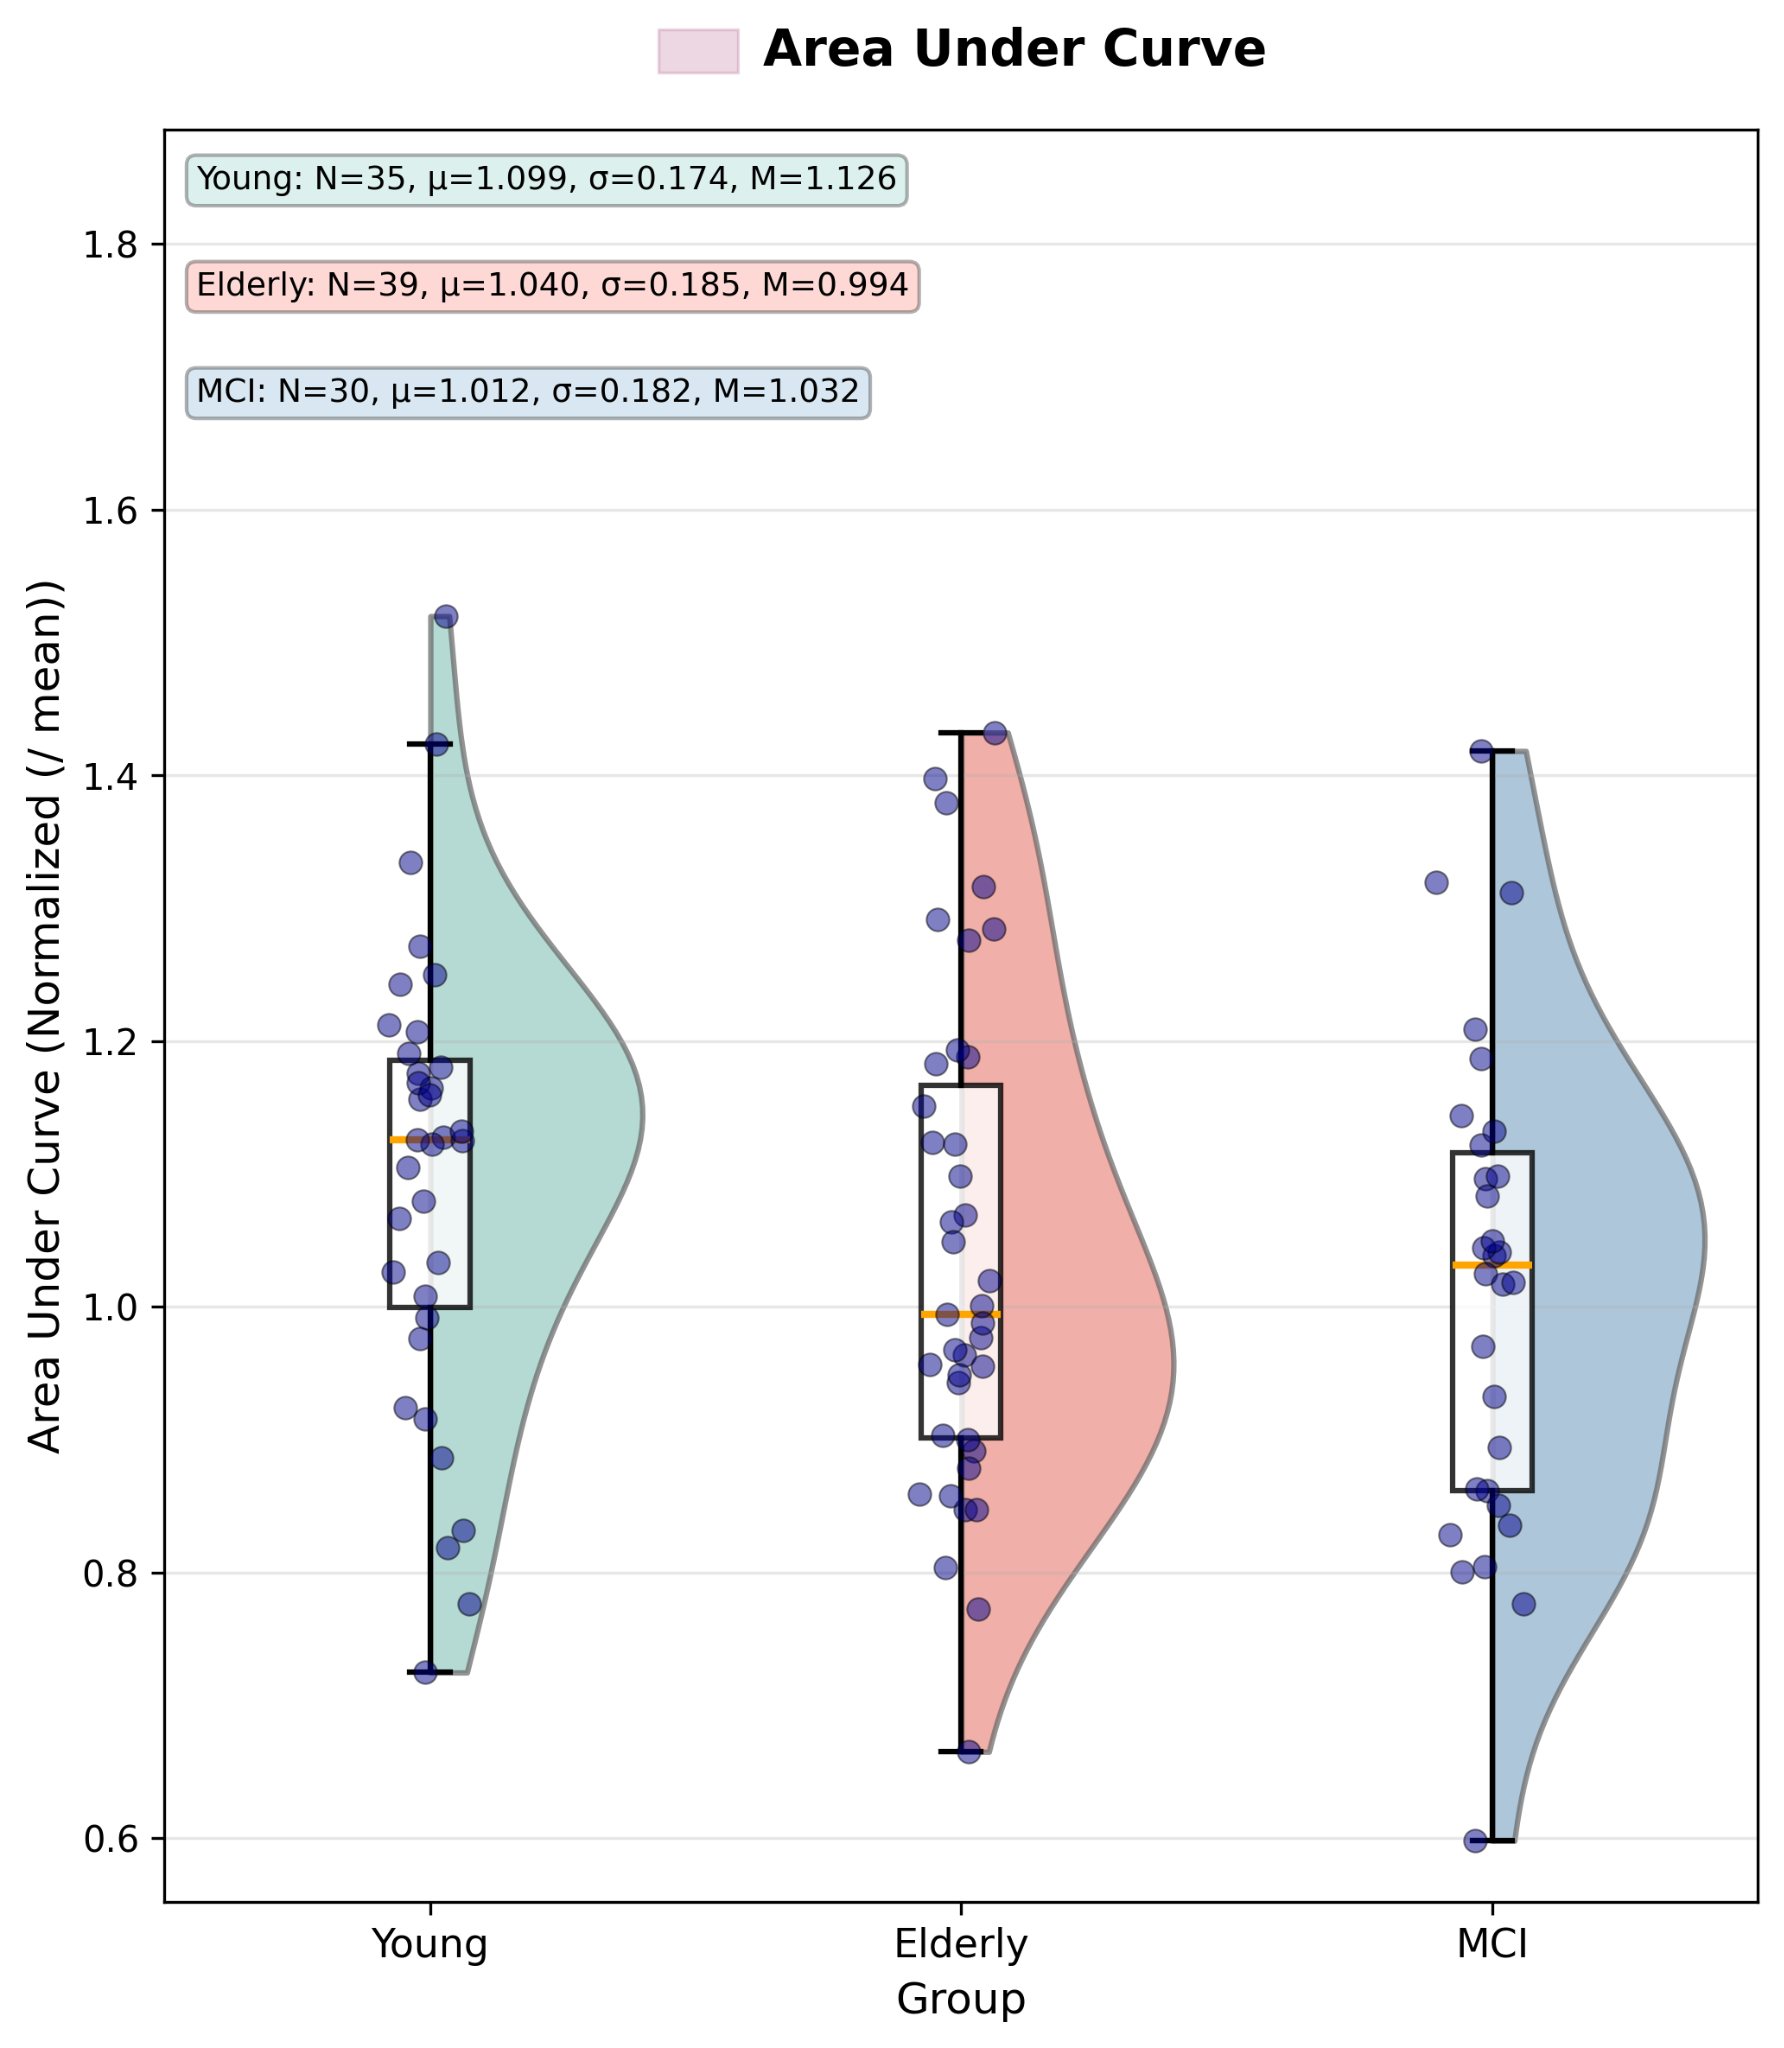 Area Under Curve
Young: N=35, μ=1.099, σ=0.174, M=1.126
Elderly: N=39, μ=1.040, σ=0.185, M=0.994
MCI: N=30, μ=1.012, σ=0.182, M=1.032
Area Under Curve (Normalized (/ mean))
1.8
1.6
1.4
1.2
1.0
0.8
0.6
Young Elderly MCI
Group